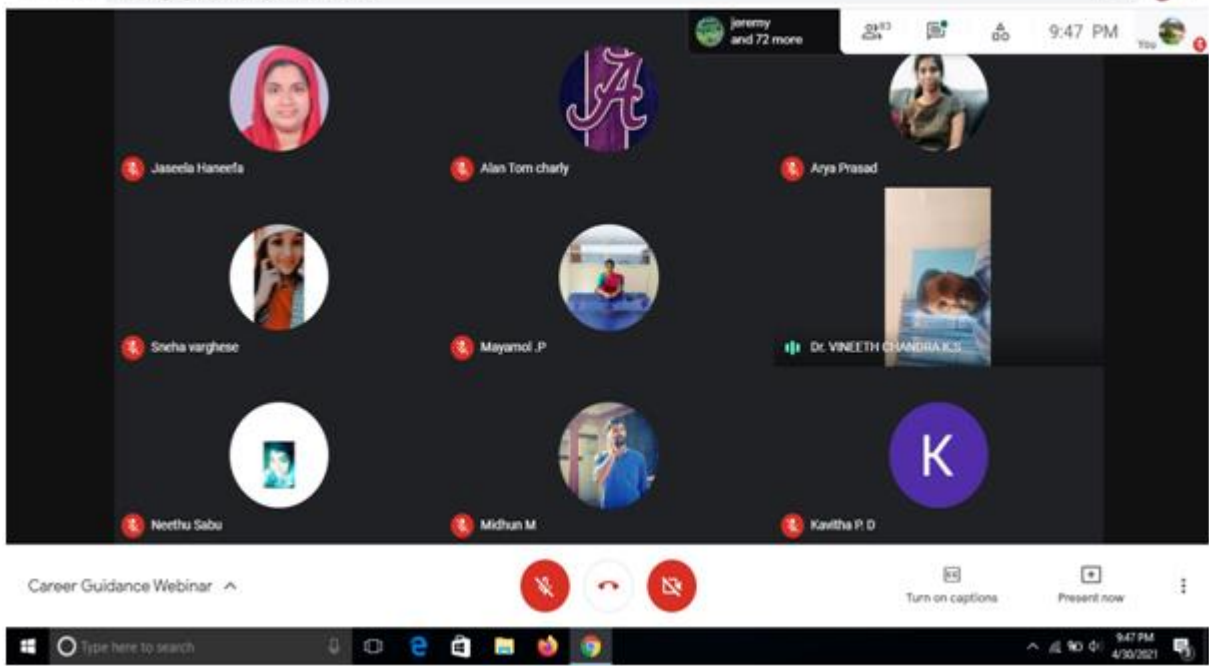 jeremy
and 72 more
83
9:47 PM
You
Jaseela Haneefa
Alan Tom charly
Arya Prasad
Sneha varghese
Mayamol .P
Dr. VINEETH CHANDRA K.S
Neethu Sabu
Midhun M
K
Kavitha P. D
Career Guidance Webinar
Turn on captions
Present now
Type here to search
9:47 PM
4/30/2021